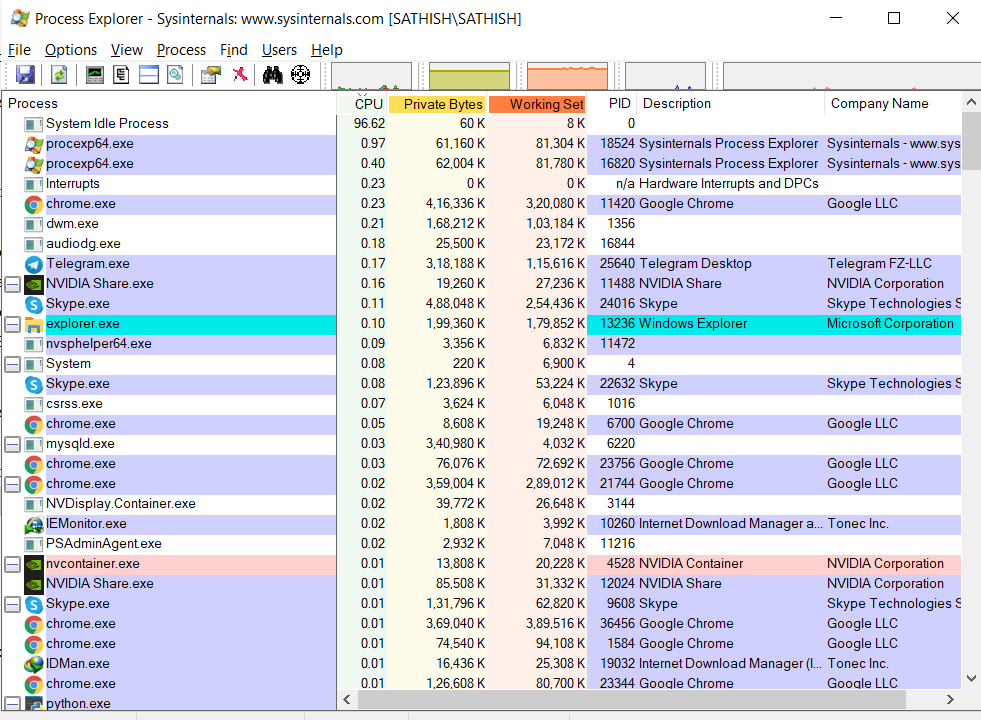 Process Explorer - Sysinternals: www.sysinternals.com [SATHISH\SATHISH]
File Options View Process Find Users Help
Process CPU Private Bytes Working Set PID Description Company Name
System Idle Process 96.62 60 K 8 K 0
procexp64.exe 0.97 61,160 K 81,304 K 18524 Sysinternals Process Explorer Sysinternals - www.sys
procexp64.exe 0.40 62,004 K 81,780 K 16820 Sysinternals Process Explorer Sysinternals - www.sys
Interrupts 0.23 0 K 0 K n/a Hardware Interrupts and DPCs
chrome.exe 0.23 4,16,336 K 3,20,080 K 11420 Google Chrome Google LLC
dwm.exe 0.21 1,68,212 K 1,03,184 K 1356
audiodg.exe 0.18 25,500 K 23,172 K 16844
Telegram.exe 0.17 3,18,188 K 1,15,616 K 25640 Telegram Desktop Telegram FZ-LLC
NVIDIA Share.exe 0.16 19,260 K 27,236 K 11488 NVIDIA Share NVIDIA Corporation
Skype.exe 0.11 4,88,048 K 2,54,436 K 24016 Skype Skype Technologies S
explorer.exe 0.10 1,99,360 K 1,79,852 K 13236 Windows Explorer Microsoft Corporation
nvsphelper64.exe 0.09 3,356 K 6,832 K 11472
System 0.08 220 K 6,900 K 4
Skype.exe 0.08 1,23,896 K 53,224 K 22632 Skype Skype Technologies S
csrss.exe 0.07 3,624 K 6,048 K 1016
chrome.exe 0.05 8,608 K 19,248 K 6700 Google Chrome Google LLC
mysqld.exe 0.03 3,40,980 K 4,032 K 6220
chrome.exe 0.03 76,076 K 72,692 K 23756 Google Chrome Google LLC
chrome.exe 0.02 3,59,004 K 2,89,012 K 21744 Google Chrome Google LLC
NVDisplay.Container.exe 0.02 39,772 K 26,648 K 3144
IEMonitor.exe 0.02 1,808 K 3,992 K 10260 Internet Download Manager a... Tonec Inc.
PSAdminAgent.exe 0.02 2,932 K 7,048 K 11216
nvcontainer.exe 0.01 13,808 K 20,228 K 4528 NVIDIA Container NVIDIA Corporation
NVIDIA Share.exe 0.01 85,508 K 31,332 K 12024 NVIDIA Share NVIDIA Corporation
Skype.exe 0.01 1,31,796 K 62,820 K 9608 Skype Skype Technologies S
chrome.exe 0.01 3,69,040 K 3,89,516 K 36456 Google Chrome Google LLC
chrome.exe 0.01 74,540 K 94,108 K 1584 Google Chrome Google LLC
IDMan.exe 0.01 16,436 K 25,308 K 19032 Internet Download Manager (I... Tonec Inc.
chrome.exe 0.01 1,26,608 K 80,700 K 23344 Google Chrome Google LLC
python.exe